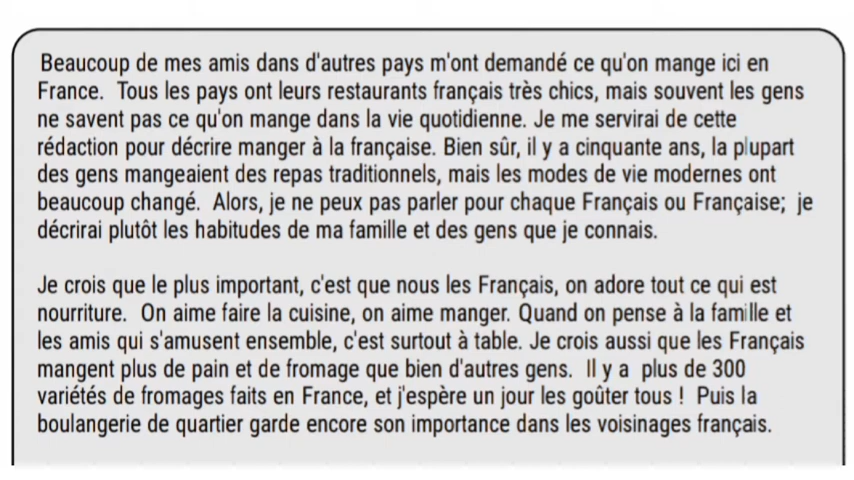 Beaucoup de mes amis dans d'autres pays m'ont demandé ce qu'on mange ici en
France. Tous les pays ont leurs restaurants français très chics, mais souvent les gens
ne savent pas ce qu'on mange dans la vie quotidienne. Je me servirai de cette
rédaction pour décrire manger à la française. Bien sûr, il y a cinquante ans, la plupart
des gens mangeaient des repas traditionnels, mais les modes de vie modernes ont
beaucoup changé. Alors, je ne peux pas parler pour chaque Français ou Française; je
décrirai plutôt les habitudes de ma famille et des gens que je connais.

Je crois que le plus important, c'est que nous les Français, on adore tout ce qui est
nourriture. On aime faire la cuisine, on aime manger. Quand on pense à la famille et
les amis qui s'amusent ensemble, c'est surtout à table. Je crois aussi que les Français
mangent plus de pain et de fromage que bien d'autres gens. Il y a plus de 300
variétés de fromages faits en France, et j'espère un jour les goûter tous ! Puis la
boulangerie de quartier garde encore son importance dans les voisinages français.